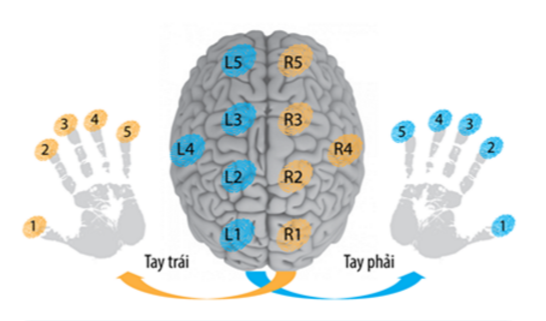 L5 R5
3 4 L3 R3 4 3
2 5 5 2
L4 R4
L2 R2
1 L1 R1 1
Tay trái Tay phải